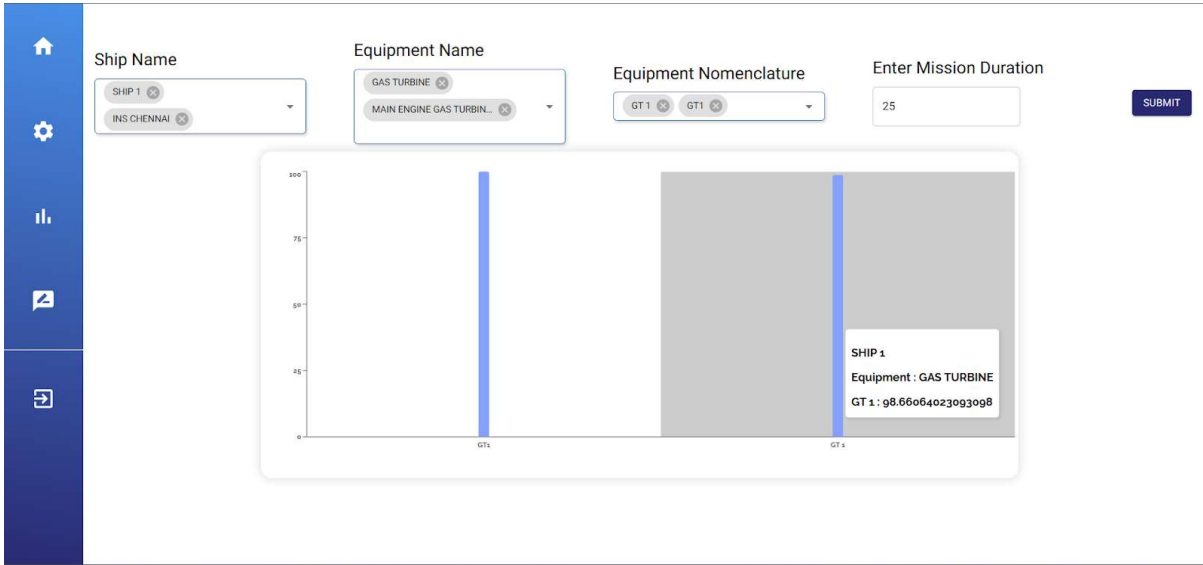 Ship Name
SHIP 1
INS CHENNAI
Equipment Name
GAS TURBINE
MAIN ENGINE GAS TURBIN...
Equipment Nomenclature
GT 1 GT1
Enter Mission Duration
25
SUBMIT
100
75
50
25
0
GT1
GT 1
SHIP 1
Equipment : GAS TURBINE
GT 1 : 98.66064023093098